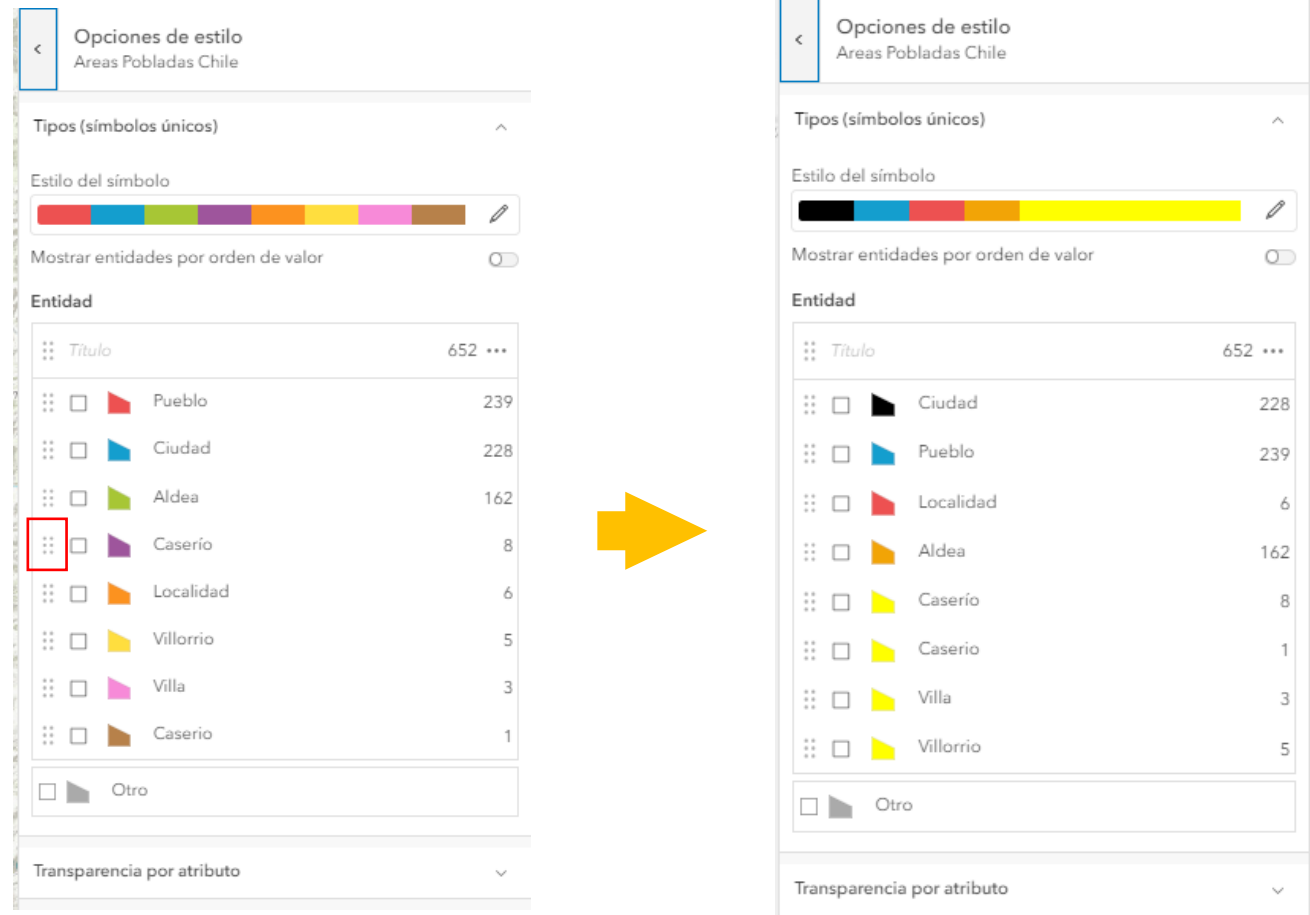 Opciones de estilo
Areas Pobladas Chile
Tipos (símbolos únicos)
Estilo del símbolo
Mostrar entidades por orden de valor
Entidad
Título 652
Pueblo 239
Ciudad 228
Aldea 162
Caserío 8
Localidad 6
Villorrio 5
Villa 3
Caserio 1
Otro
Transparencia por atributo
Opciones de estilo
Areas Pobladas Chile
Tipos (símbolos únicos)
Estilo del símbolo
Mostrar entidades por orden de valor
Entidad
Título 652
Ciudad 228
Pueblo 239
Localidad 6
Aldea 162
Caserío 8
Caserio 1
Villa 3
Villorrio 5
Otro
Transparencia por atributo